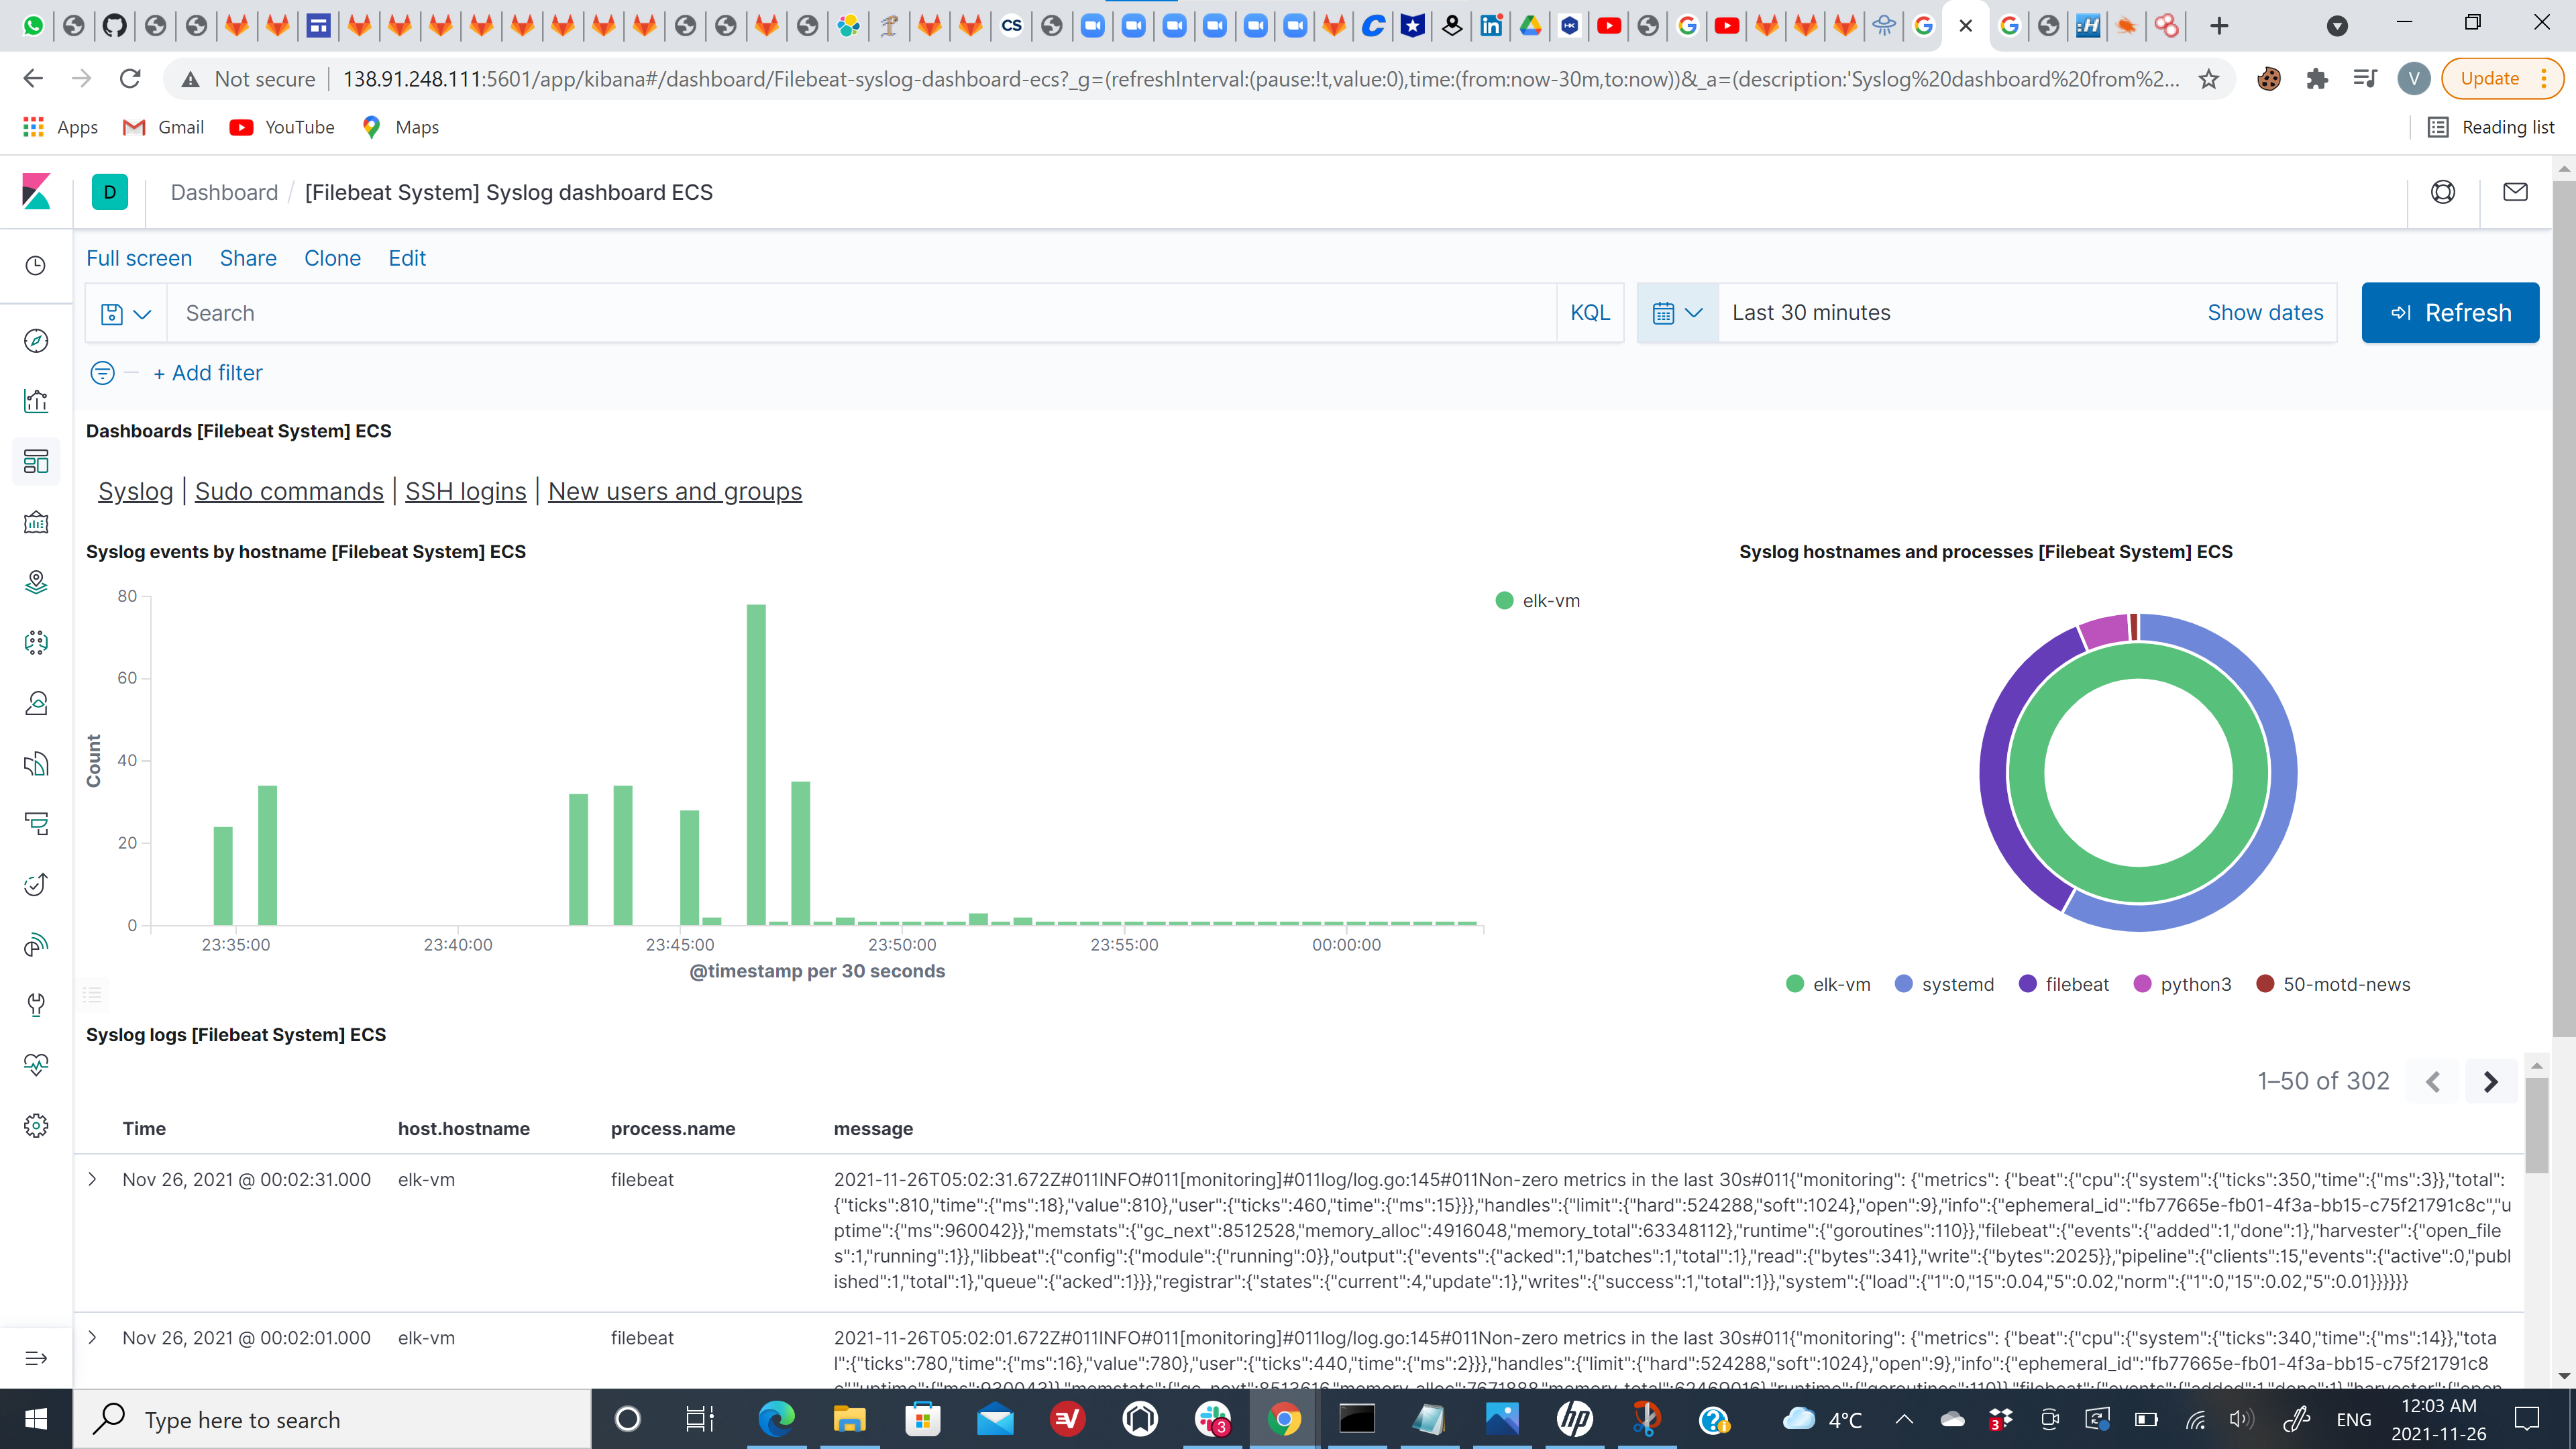 Not secure | 138.91.248.111:5601/app/kibana#/dashboard/Filebeat-syslog-dashboard-ecs?_g=(refreshInterval:(pause:!t,value:0),time:(from:now-30m,to:now))&_a=(description:'Syslog%20dashboard%20from%2... V Update
Apps Gmail YouTube Maps Reading list
D Dashboard / [Filebeat System] Syslog dashboard ECS
Full screen Share Clone Edit
Search KQL Last 30 minutes Show dates Refresh
+ Add filter
Dashboards [Filebeat System] ECS
Syslog | Sudo commands | SSH logins | New users and groups
Syslog events by hostname [Filebeat System] ECS
80
60
40
20
0
Count
23:35:00 23:40:00 23:45:00 23:50:00 23:55:00 00:00:00
@timestamp per 30 seconds
elk-vm
Syslog hostnames and processes [Filebeat System] ECS
elk-vm systemd filebeat python3 50-motd-news
Syslog logs [Filebeat System] ECS
1–50 of 302
Time host.hostname process.name message
Nov 26, 2021 @ 00:02:31.000 elk-vm filebeat 2021-11-26T05:02:31.672Z#011INFO#011[monitoring]#011log/log.go:145#011Non-zero metrics in the last 30s#011{"monitoring": {"metrics": {"beat":{"cpu":{"system":{"ticks":350,"time":{"ms":3}},"total":
{"ticks":810,"time":{"ms":18},"value":810},"user":{"ticks":460,"time":{"ms":15}}},"handles":{"limit":{"hard":524288,"soft":1024},"open":9},"info":{"ephemeral_id":"fb77665e-fb01-4f3a-bb15-c75f21791c8c","u
ptime":{"ms":960042}},"memstats":{"gc_next":8512528,"memory_alloc":4916048,"memory_total":63348112},"runtime":{"goroutines":110}},"filebeat":{"events":{"added":1,"done":1},"harvester":{"open_file
s":1,"running":1}},"libbeat":{"config":{"module":{"running":0}},"output":{"events":{"acked":1,"batches":1,"total":1},"read":{"bytes":341},"write":{"bytes":2025}},"pipeline":{"clients":15,"events":{"active":0,"publ
ished":1,"total":1},"queue":{"acked":1}}},"registrar":{"states":{"current":4,"update":1},"writes":{"success":1,"total":1}},"system":{"load":{"1":0,"15":0.04,"5":0.02,"norm":{"1":0,"15":0.02,"5":0.01}}}}}}
Nov 26, 2021 @ 00:02:01.000 elk-vm filebeat 2021-11-26T05:02:01.672Z#011INFO#011[monitoring]#011log/log.go:145#011Non-zero metrics in the last 30s#011{"monitoring": {"metrics": {"beat":{"cpu":{"system":{"ticks":340,"time":{"ms":14}},"tota
l":{"ticks":780,"time":{"ms":16},"value":780},"user":{"ticks":440,"time":{"ms":2}}},"handles":{"limit":{"hard":524288,"soft":1024},"open":9},"info":{"ephemeral_id":"fb77665e-fb01-4f3a-bb15-c75f21791c8
Type here to search 3 4°C 3 ENG 12:03 AM
2021-11-26